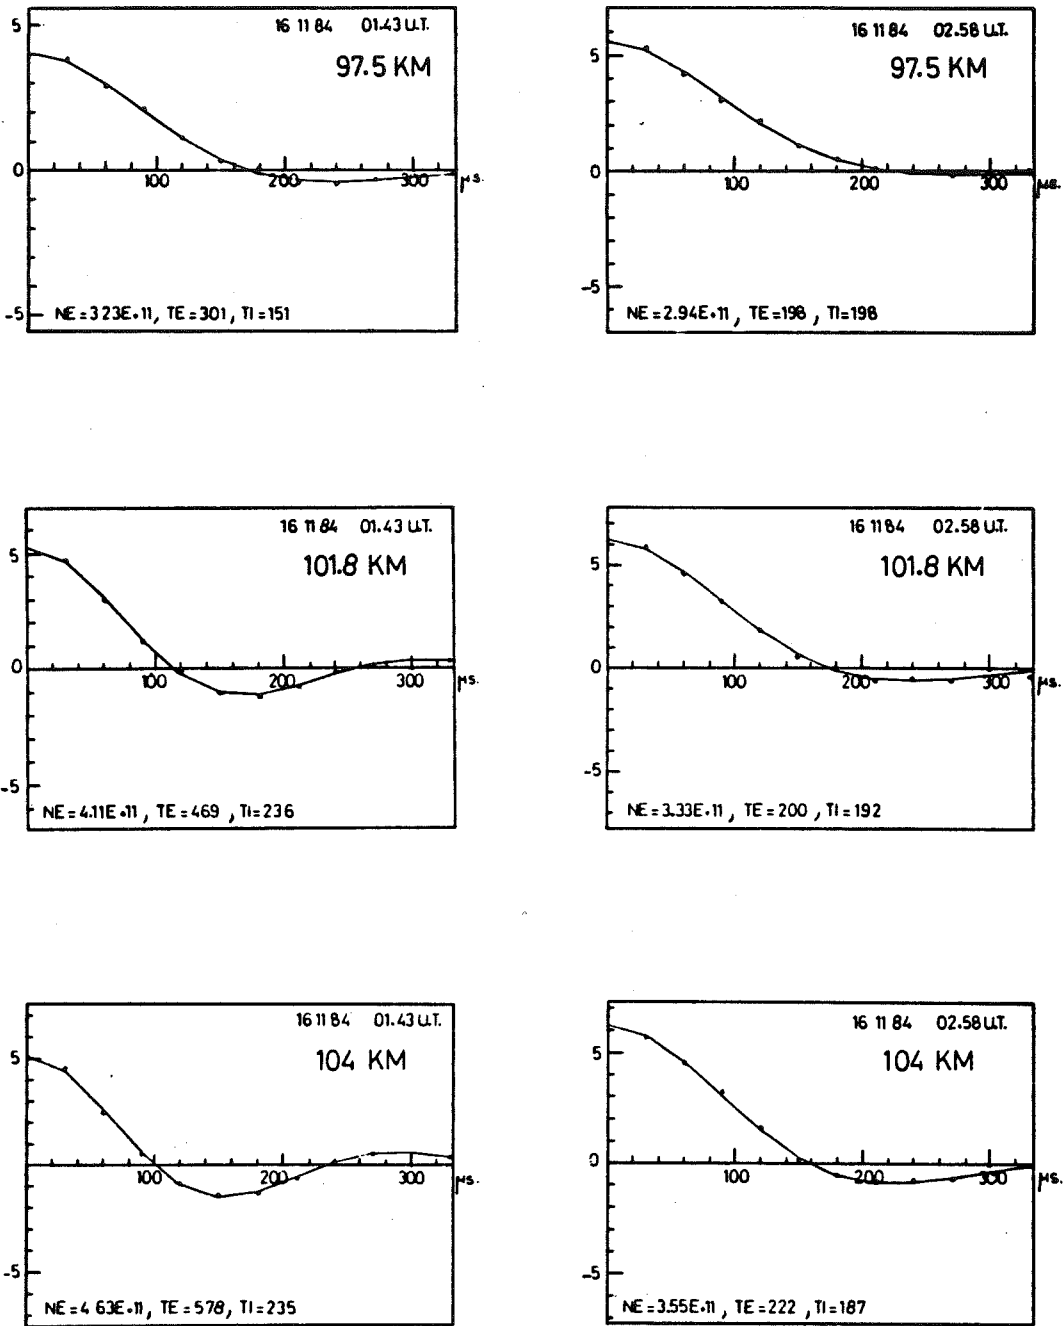 16 11 84 01.43 U.T.
97.5 KM
5
0
100
200
300
μs.
-5
NE=3 23E+11, TE=301, TI=151
16 11 84 02.58 U.T.
97.5 KM
5
0
100
200
300
μs.
-5
NE=2.94E+11, TE=198, TI=198
16 11 84 01.43 U.T.
101.8 KM
5
0
100
200
300
μs.
-5
NE=4.11E+11, TE=469, TI=236
16 11 84 02.58 U.T.
101.8 KM
5
0
100
200
300
μs.
-5
NE=3.33E+11, TE=200, TI=192
16 11 84 01.43 U.T.
104 KM
5
0
100
200
300
μs.
-5
NE=4 63E+11, TE=578, TI=235
16 11 84 02.58 U.T.
104 KM
5
0
100
200
300
μs.
-5
NE=3.55E+11, TE=222, TI=187